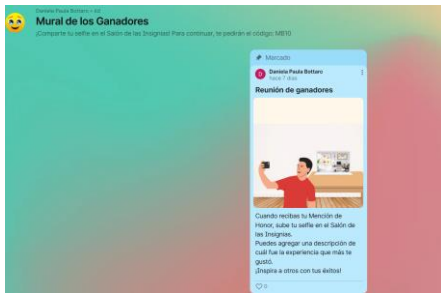 Daniela Paula Bottaro • 4d
Mural de los Ganadores
¡Comparte tu selfie en el Salón de las Insignias! Para continuar, te pedirán el código: MB10
Mercado
D
Daniela Paula Bottaro
hace 7 días
Reunión de ganadores
Cuando recibas tu Mención de
Honor, sube tu selfie en el Salón de
las Insignias.
Puedes agregar una descripción de
cuál fue la experiencia que más te
gustó.
¡Inspira a otros con tus éxitos!
0